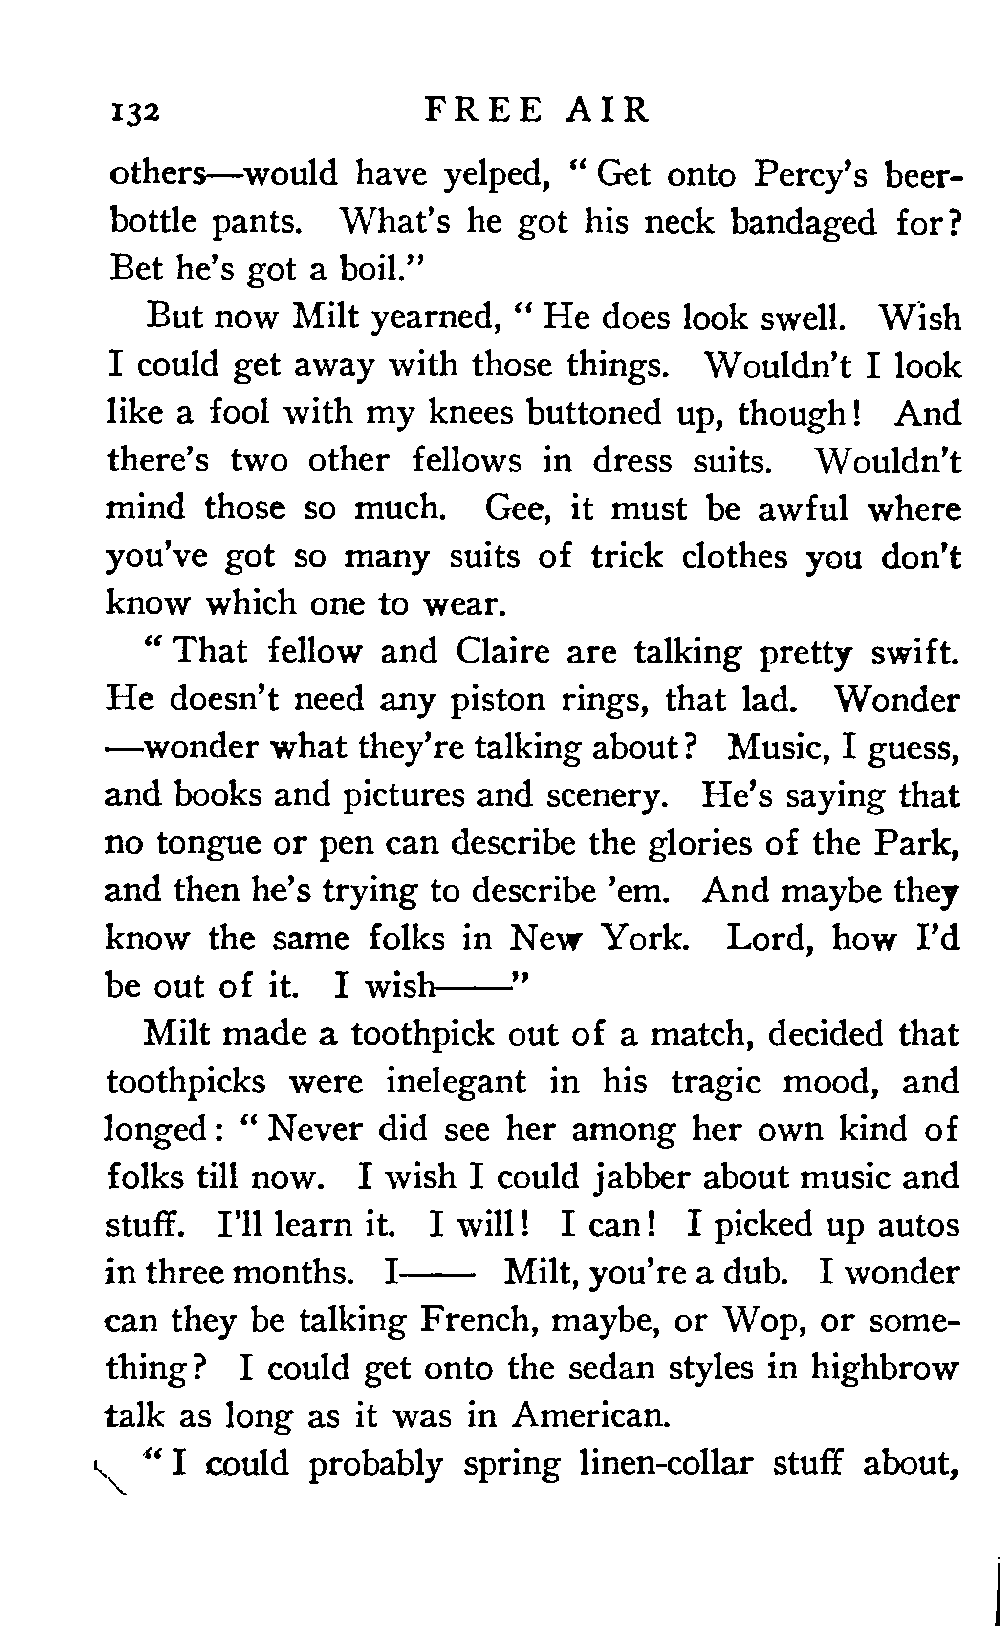 132 FREE AIR
others—would have yelped, “ Get onto Percy’s beer-
bottle pants. What’s he got his neck bandaged for?
Bet he’s got a boil.”
But now Milt yearned, “ He does look swell. Wish
I could get away with those things. Wouldn’t I look
like a fool with my knees buttoned up, though! And
there’s two other fellows in dress suits. Wouldn’t
mind those so much. Gee, it must be awful where
you’ve got so many suits of trick clothes you don’t
know which one to wear.
“ That fellow and Claire are talking pretty swift.
He doesn’t need any piston rings, that lad. Wonder
—wonder what they’re talking about? Music, I guess,
and books and pictures and scenery. He’s saying that
no tongue or pen can describe the glories of the Park,
and then he’s trying to describe ’em. And maybe they
know the same folks in New York. Lord, how I’d
be out of it. I wish——”
Milt made a toothpick out of a match, decided that
toothpicks were inelegant in his tragic mood, and
longed: “ Never did see her among her own kind of
folks till now. I wish I could jabber about music and
stuff. I’ll learn it. I will! I can! I picked up autos
in three months. I—— Milt, you’re a dub. I wonder
can they be talking French, maybe, or Wop, or some-
thing? I could get onto the sedan styles in highbrow
talk as long as it was in American.
“ I could probably spring linen-collar stuff about,